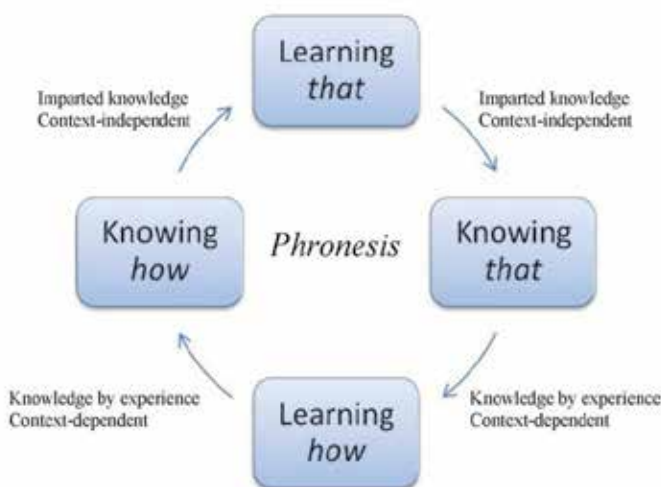 Learning
that
Imparted knowledge
Context-independent
Imparted knowledge
Context-independent
Knowing
how
Phronesis
Knowing
that
Knowledge by experience
Context-dependent
Knowledge by experience
Context-dependent
Learning
how